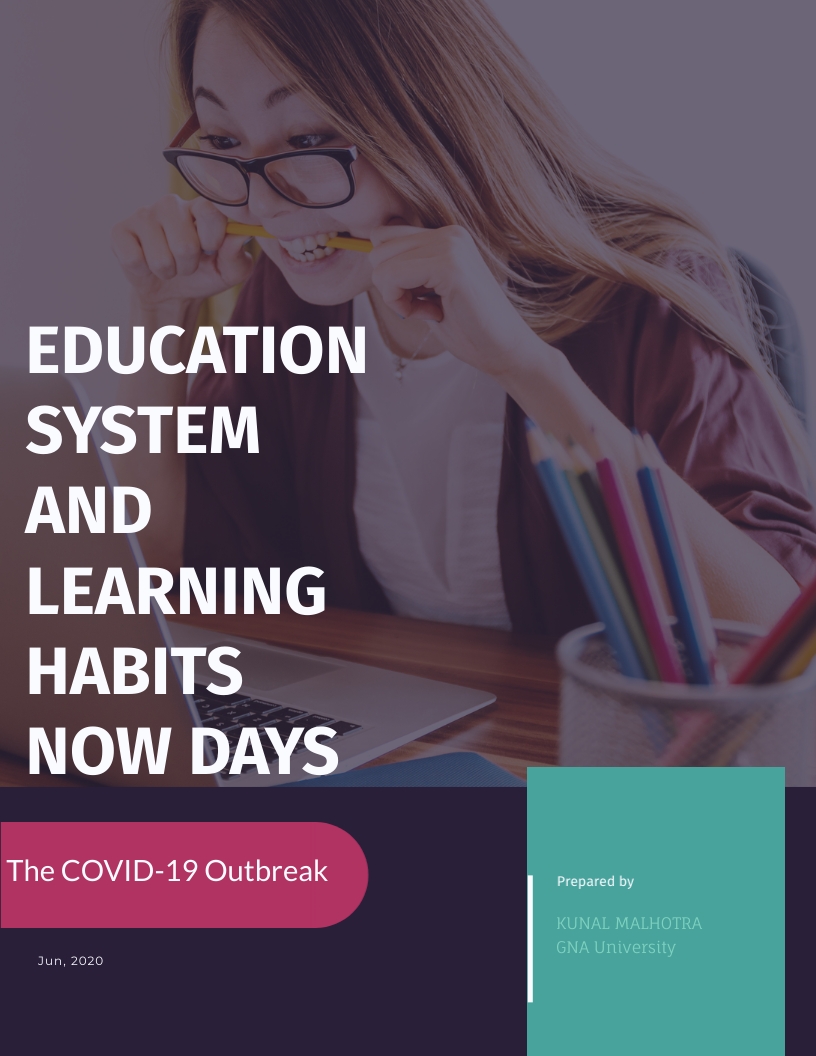 EDUCATION
SYSTEM
AND
LEARNING
HABITS
NOW DAYS
The COVID-19 Outbreak
Jun, 2020
Prepared by
KUNAL MALHOTRA
GNA University